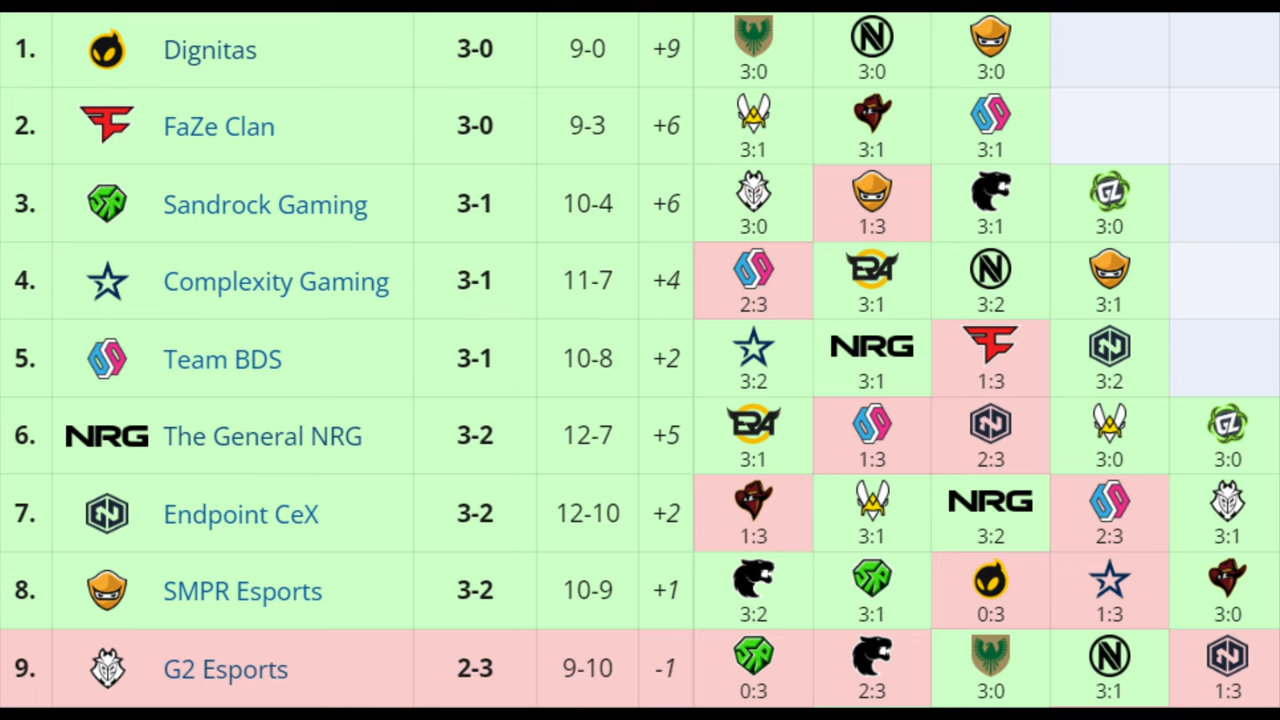 1. Dignitas 3-0 9-0 +9 3:0 3:0 3:0
2. FaZe Clan 3-0 9-3 +6 3:1 3:1 3:1
3. Sandrock Gaming 3-1 10-4 +6 3:0 1:3 3:1 GZ 3:0
4. Complexity Gaming 3-1 11-7 +4 2:3 3:1 3:2 3:1
5. Team BDS 3-1 10-8 +2 3:2 NRG 3:1 1:3 3:2
6. NRG The General NRG 3-2 12-7 +5 3:1 1:3 2:3 3:0 GZ 3:0
7. Endpoint CeX 3-2 12-10 +2 1:3 3:1 NRG 3:2 2:3 3:1
8. SMPR Esports 3-2 10-9 +1 3:2 3:1 0:3 1:3 3:0
9. G2 Esports 2-3 9-10 -1 0:3 2:3 3:0 3:1 1:3